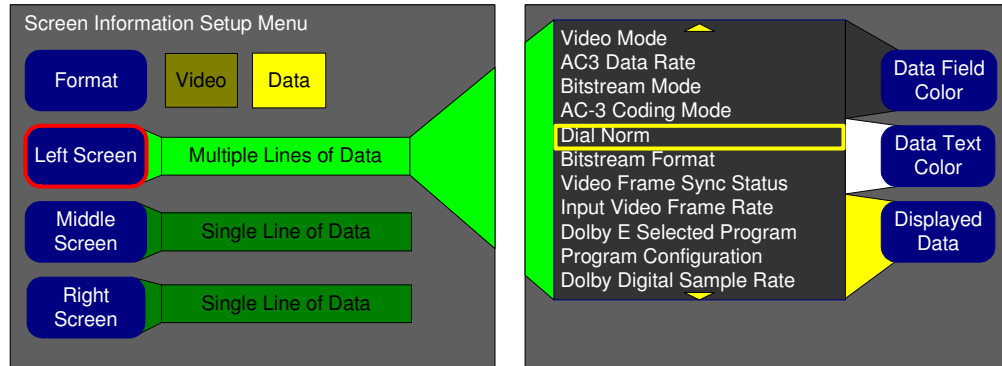 Screen Information Setup Menu
Format
Video
Data
Left Screen
Multiple Lines of Data
Middle
Screen
Single Line of Data
Right
Screen
Single Line of Data
Video Mode
AC3 Data Rate
Bitstream Mode
AC-3 Coding Mode
Dial Norm
Bitstream Format
Video Frame Sync Status
Input Video Frame Rate
Dolby E Selected Program
Program Configuration
Dolby Digital Sample Rate
Data Field
Color
Data Text
Color
Displayed
Data